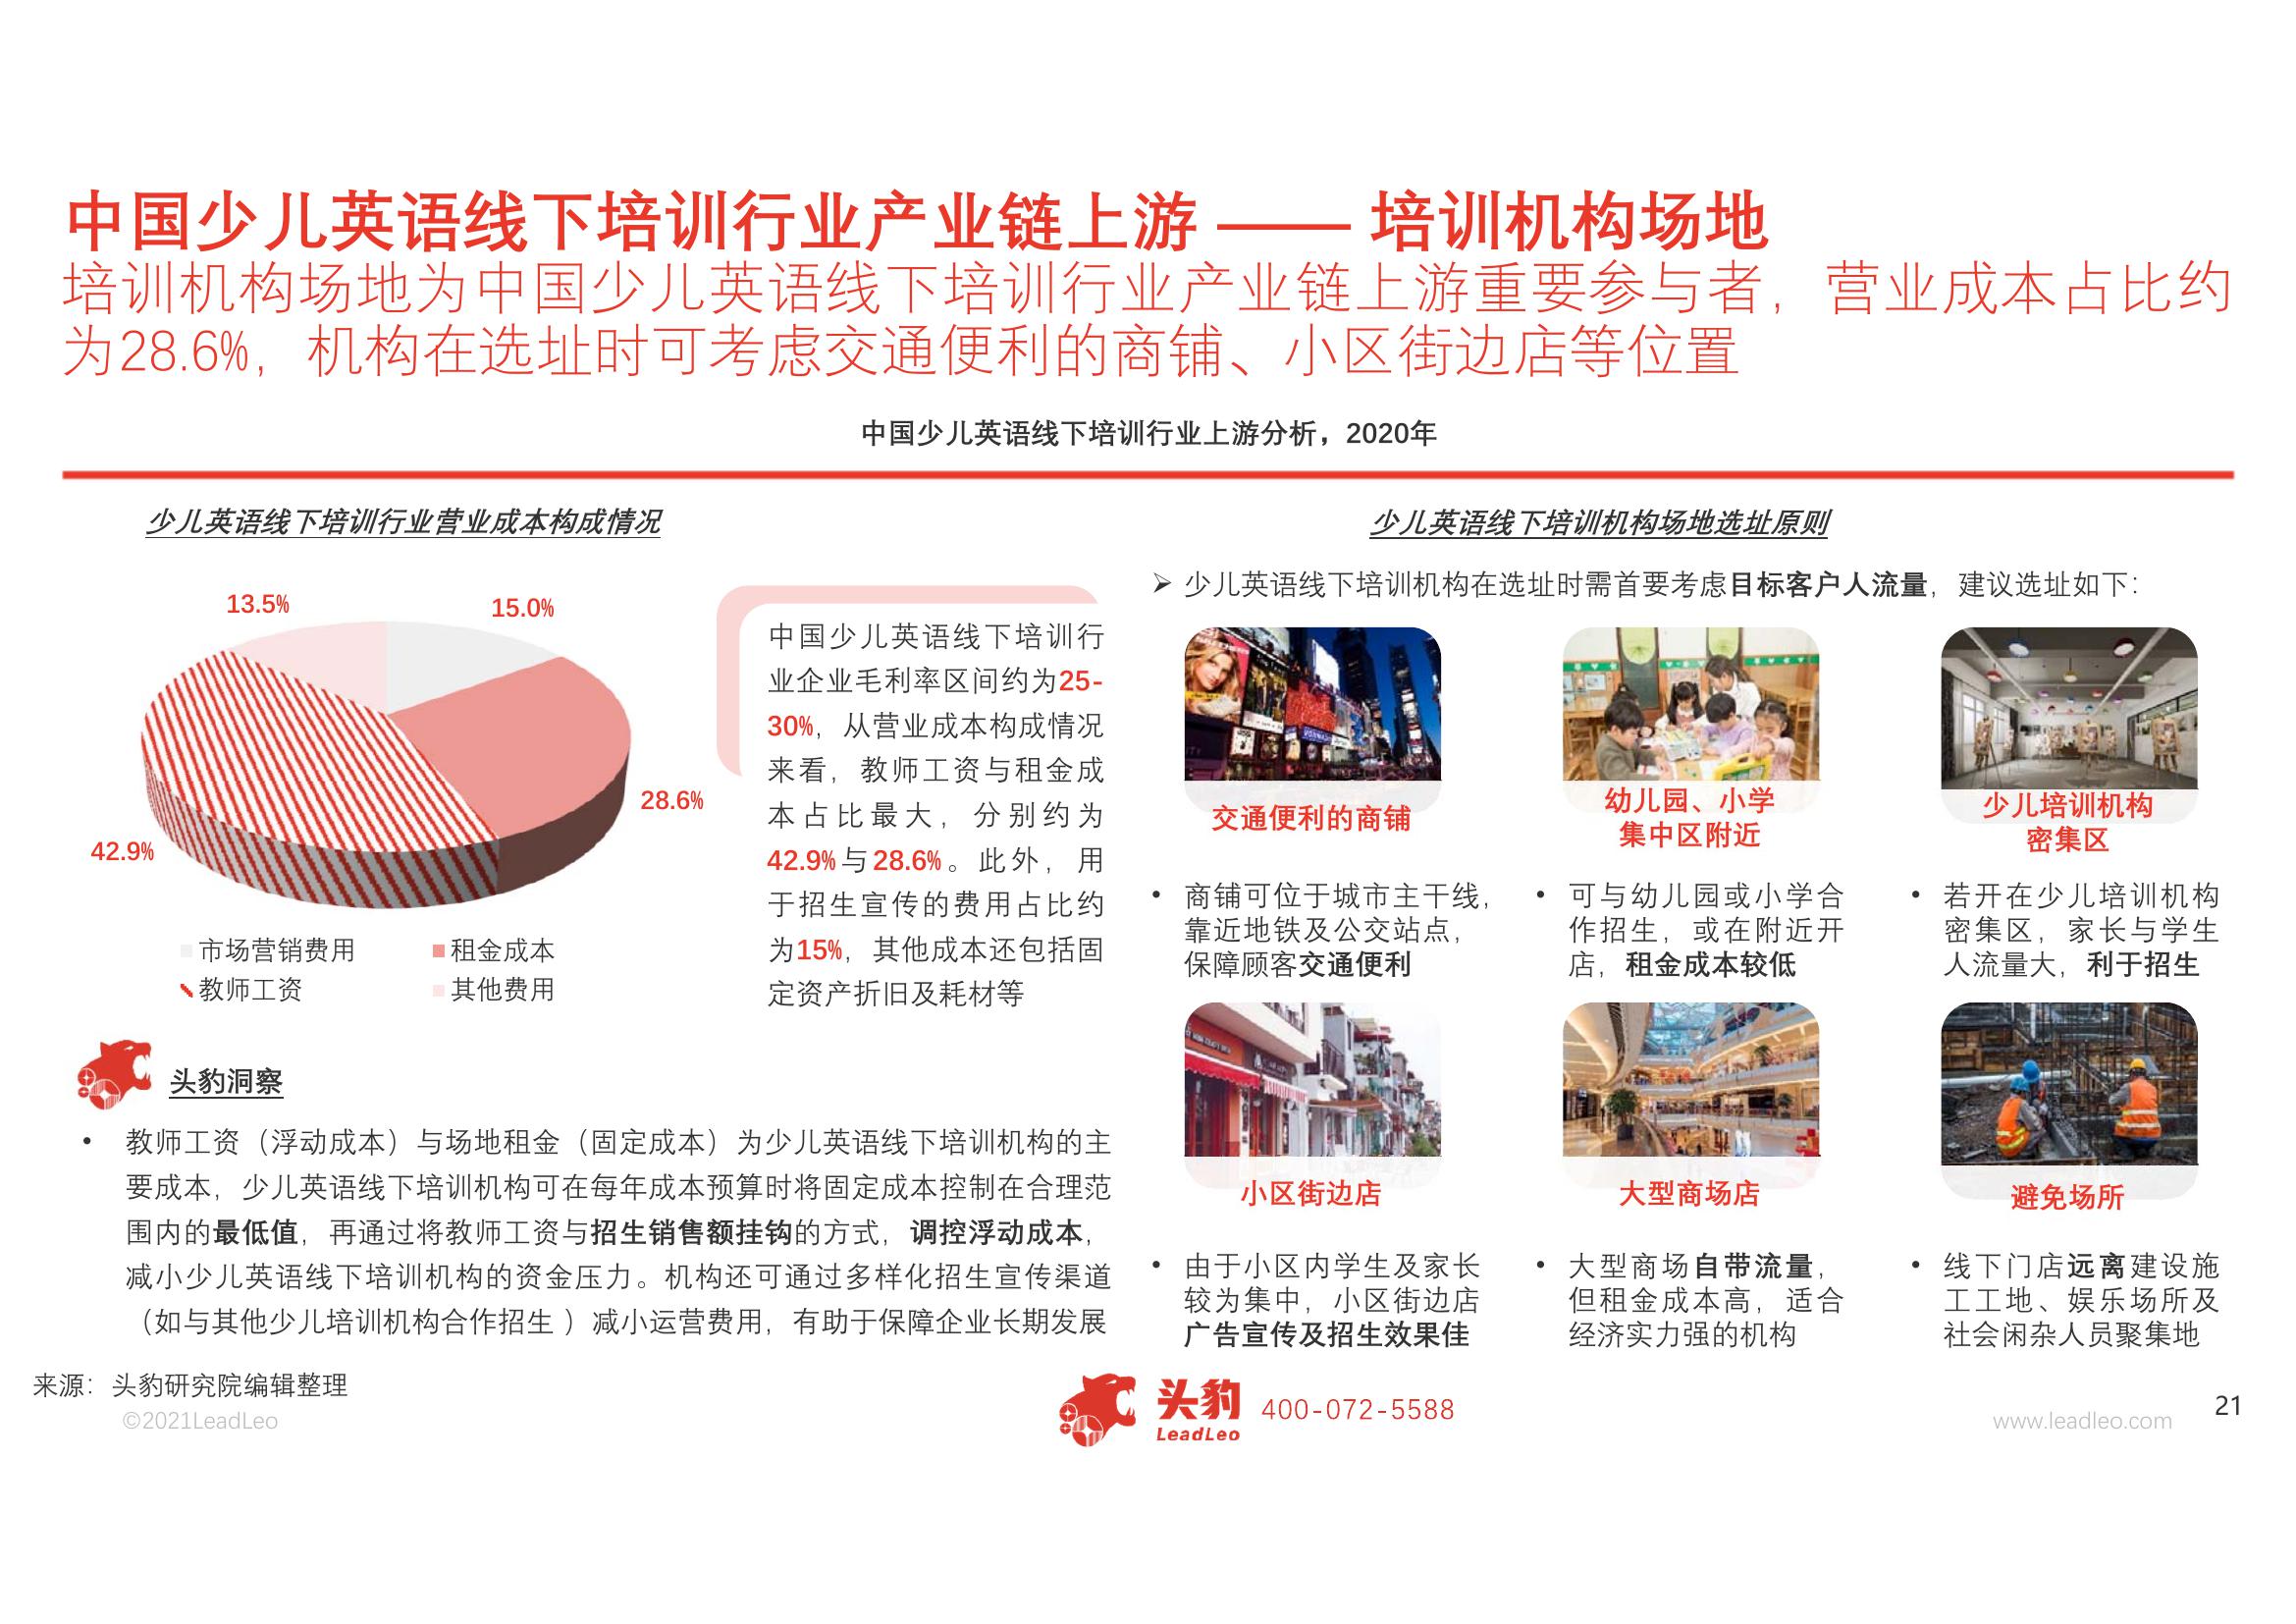 中国少儿英语线下培训行业产业链上游 —— 培训机构场地
培训机构场地为中国少儿英语线下培训行业产业链上游重要参与者，营业成本占比约
为28.6%，机构在选址时可考虑交通便利的商铺、小区街边店等位置
中国少儿英语线下培训行业上游分析，2020年
少儿英语线下培训行业营业成本构成情况
13.5%
15.0%
28.6%
42.9%
市场营销费用
租金成本
教师工资
其他费用
中国少儿英语线下培训行
业企业毛利率区间约为25-
30%，从营业成本构成情况
来看，教师工资与租金成
本占比最大，分别约为
42.9%与28.6%。此外，用
于招生宣传的费用占比约
为15%，其他成本还包括固
定资产折旧及耗材等
头豹洞察
• 教师工资（浮动成本）与场地租金（固定成本）为少儿英语线下培训机构的主
要成本，少儿英语线下培训机构可在每年成本预算时将固定成本控制在合理范
围内的最低值，再通过将教师工资与招生销售额挂钩的方式，调控浮动成本，
减小少儿英语线下培训机构的资金压力。机构还可通过多样化招生宣传渠道
（如与其他少儿培训机构合作招生 ）减小运营费用，有助于保障企业长期发展
少儿英语线下培训机构场地选址原则
➢ 少儿英语线下培训机构在选址时需首要考虑目标客户人流量，建议选址如下：
交通便利的商铺
• 商铺可位于城市主干线，
靠近地铁及公交站点，
保障顾客交通便利
幼儿园、小学
集中区附近
• 可与幼儿园或小学合
作招生，或在附近开
店，租金成本较低
少儿培训机构
密集区
• 若开在少儿培训机构
密集区，家长与学生
人流量大，利于招生
小区街边店
• 由于小区内学生及家长
较为集中，小区街边店
广告宣传及招生效果佳
大型商场店
• 大型商场自带流量，
但租金成本高，适合
经济实力强的机构
避免场所
• 线下门店远离建设施
工工地、娱乐场所及
社会闲杂人员聚集地
来源：头豹研究院编辑整理
©2021LeadLeo
头豹
LeadLeo
400-072-5588
www.leadleo.com
21